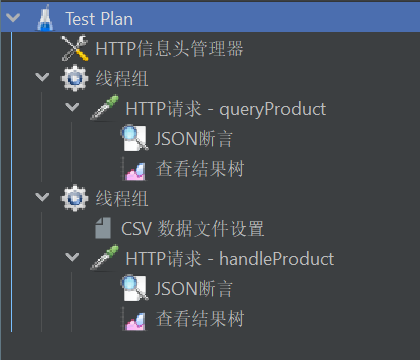 Test Plan
HTTP信息头管理器
线程组
HTTP请求 - queryProduct
JSON断言
查看结果树
线程组
CSV 数据文件设置
HTTP请求 - handleProduct
JSON断言
查看结果树